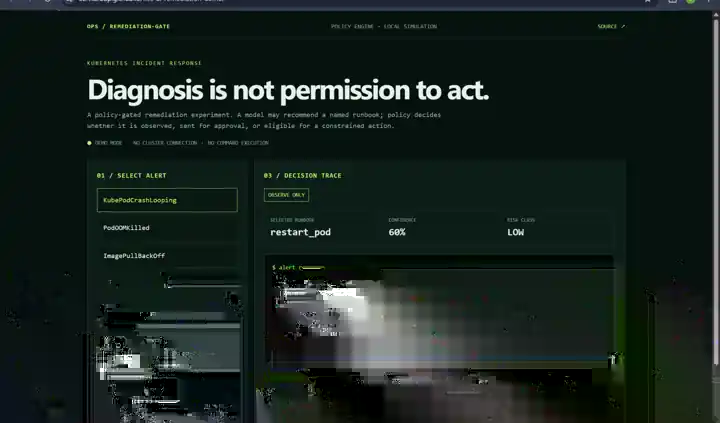 OPS / REMEDIATION-GATE
POLICY ENGINE - LOCAL SIMULATION
SOURCE ↗
KUBERNETES INCIDENT RESPONSE
Diagnosis is not permission to act.
A policy-gated remediation experiment. A model may recommend a named runbook; policy decides
whether it is observed, sent for approval, or eligible for a constrained action.
DEMO MODE
NO CLUSTER CONNECTION - NO COMMAND EXECUTION
01 / SELECT ALERT
KubePodCrashLooping
PodOOMKilled
ImagePullBackOff
03 / DECISION TRACE
OBSERVE ONLY
SELECTED RUNBOOK
restart_pod
CONFIDENCE
60%
RISK CLASS
LOW
$ alert